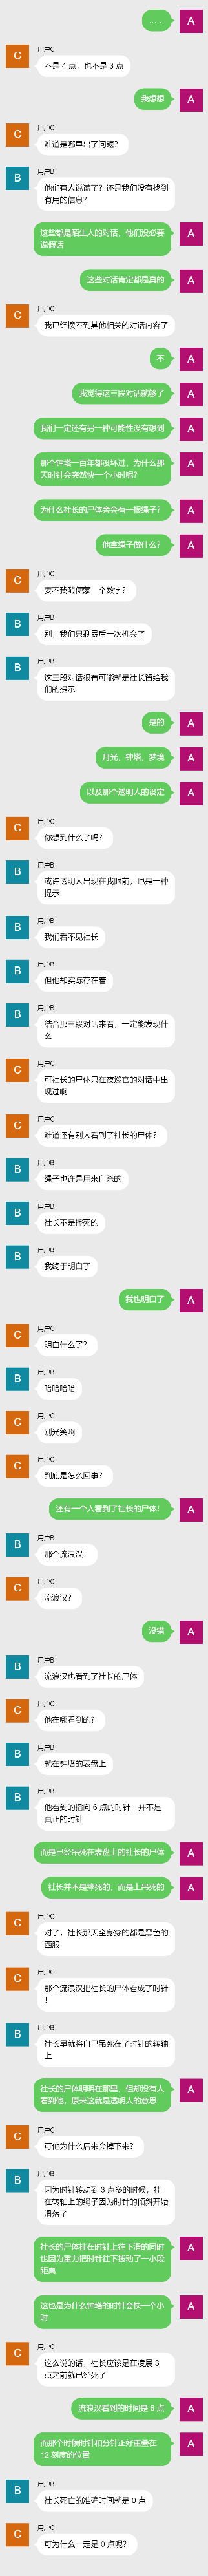 ……
A
C
用户C
不是 4 点，也不是 3 点
我想想
A
C
用户C
难道是哪里出了问题？
B
用户B
他们有人说谎了？还是我们没有找到
有用的信息？
这些都是陌生人的对话，他们没必要
说假话
A
这些对话肯定都是真的
A
C
用户C
我已经搜不到其他相关的对话内容了
不
A
我觉得这三段对话就够了
A
我们一定还有另一种可能性没有想到
A
那个钟塔一百年都没坏过，为什么那
天时针会突然快一个小时呢？
A
为什么社长的尸体旁会有一根绳子？
A
他拿绳子做什么？
A
C
用户C
要不我随便蒙一个数字？
B
用户B
别，我们只剩最后一次机会了
B
用户B
这三段对话很有可能就是社长留给我
们的提示
是的
A
月光，钟塔，梦境
A
以及那个透明人的设定
A
C
用户C
你想到什么了吗？
B
用户B
或许透明人出现在我眼前，也是一种
提示
B
用户B
我们看不见社长
B
用户B
但他却实际存在着
B
用户B
结合那三段对话来看，一定能发现什
么
C
用户C
可社长的尸体只在夜巡官的对话中出
现过啊
C
用户C
难道还有别人看到了社长的尸体？
B
用户B
绳子也许是用来自杀的
B
用户B
社长不是摔死的
B
用户B
我终于明白了
我也明白了
A
C
用户C
明白什么了？
B
用户B
哈哈哈哈
C
用户C
别光笑啊
C
用户C
到底是怎么回事？
还有一个人看到了社长的尸体！
A
B
用户B
那个流浪汉！
C
用户C
流浪汉？
没错
A
B
用户B
流浪汉也看到了社长的尸体
C
用户C
他在哪看到的？
B
用户B
就在钟塔的表盘上
B
用户B
他看到的指向 6 点的时针，并不是
真正的时针
而是已经吊死在表盘上的社长的尸体
A
社长并不是摔死的，而是上吊死的
A
C
用户C
对了，社长那天全身穿的都是黑色的
西服
C
用户C
那个流浪汉把社长的尸体看成了时针
！
B
用户B
社长早就将自己吊死在了时针的转轴
上
社长的尸体明明在那里，但却没有人
看到他，原来这就是透明人的意思
A
C
用户C
可他为什么后来会掉下来？
B
用户B
因为时针转动到 3 点多的时候，挂
在转轴上的绳子因为时针的倾斜开始
滑落了
社长的尸体挂在时针上往下滑的同时
也因为重力把时针往下拨动了一小段
距离
A
这也是为什么钟塔的时针会快一个小
时
A
C
用户C
这么说的话，社长应该是在凌晨 3
点之前就已经死了
流浪汉看到的时间是 6 点
A
而那个时候时针和分针正好重叠在
12 刻度的位置
A
B
用户B
社长死亡的准确时间就是 0 点
C
用户C
可为什么一定是 0 点呢？